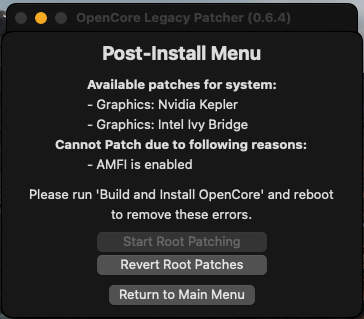 OpenCore Legacy Patcher (0.6.4)
Post-Install Menu
Available patches for system:
- Graphics: Nvidia Kepler
- Graphics: Intel Ivy Bridge
Cannot Patch due to following reasons:
- AMFI is enabled
Please run 'Build and Install OpenCore' and reboot
to remove these errors.
Start Root Patching
Revert Root Patches
Return to Main Menu